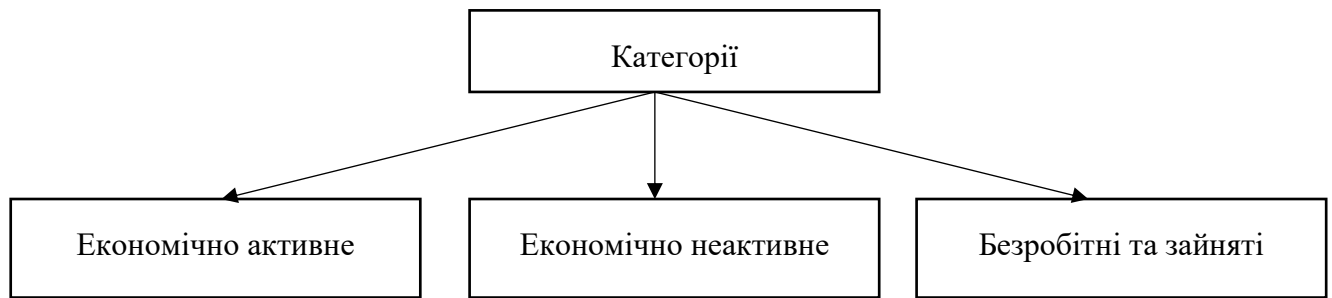 Категорії
Економічно активне
Економічно неактивне
Безробітні та зайняті